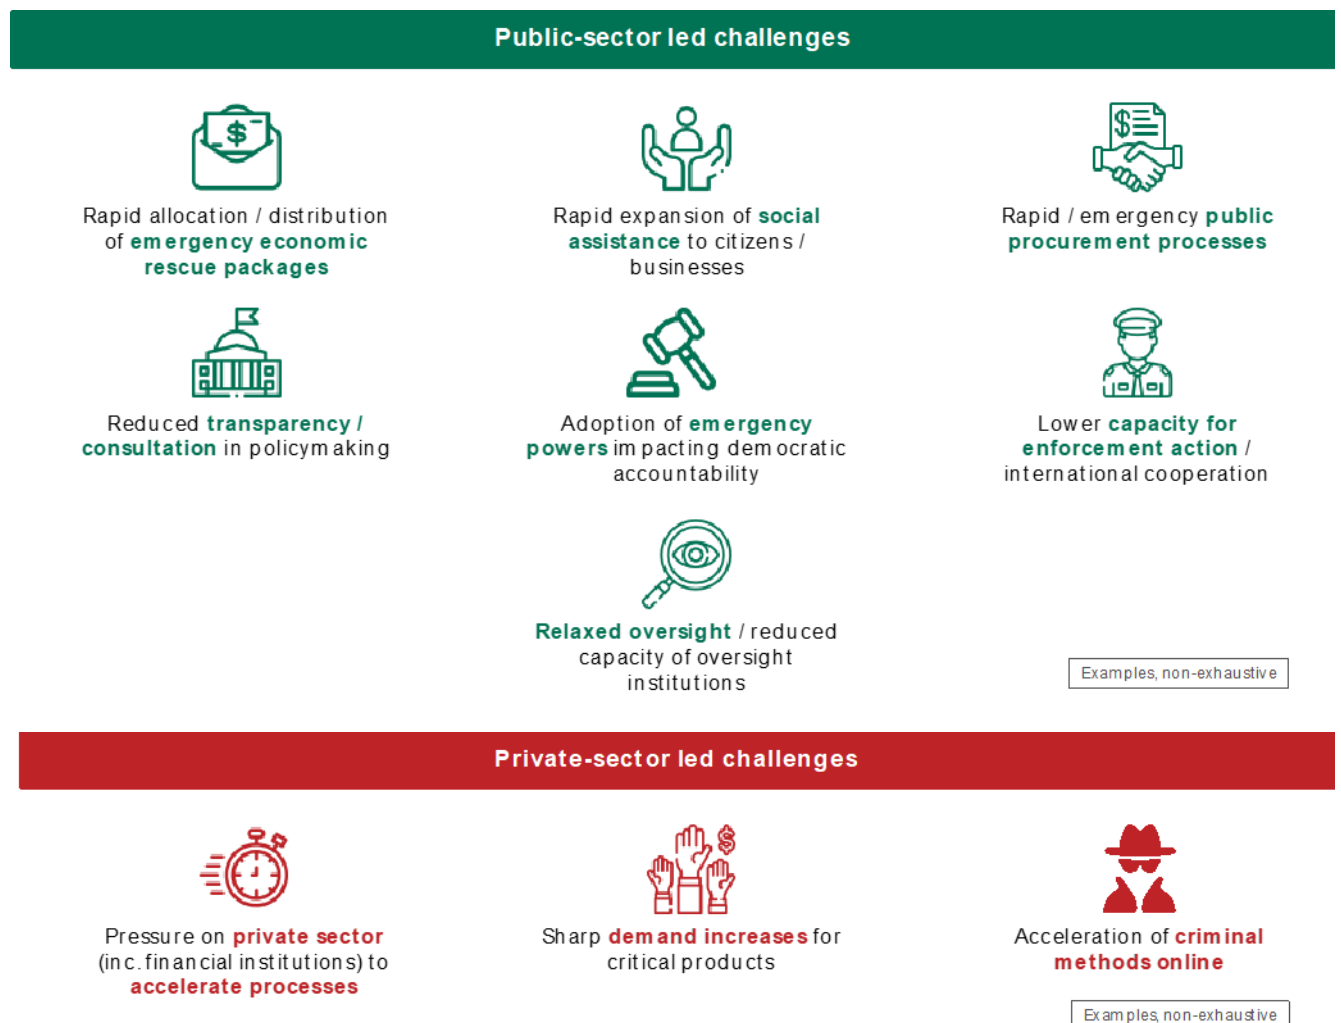 Public-sector led challenges
$
$
Rapid allocation / distribution
of emergency economic
rescue packages
Rapid expansion of social
assistance to citizens /
businesses
Rapid / emergency public
procurement processes
Reduced transparency /
consultation in policymaking
Adoption of emergency
powers impacting democratic
accountability
Lower capacity for
enforcement action /
international cooperation
Relaxed oversight / reduced
capacity of oversight
institutions
Examples, non-exhaustive
Private-sector led challenges
$
Pressure on private sector
(inc. financial institutions) to
accelerate processes
Sharp demand increases for
critical products
Acceleration of criminal
methods online
Examples, non-exhaustive